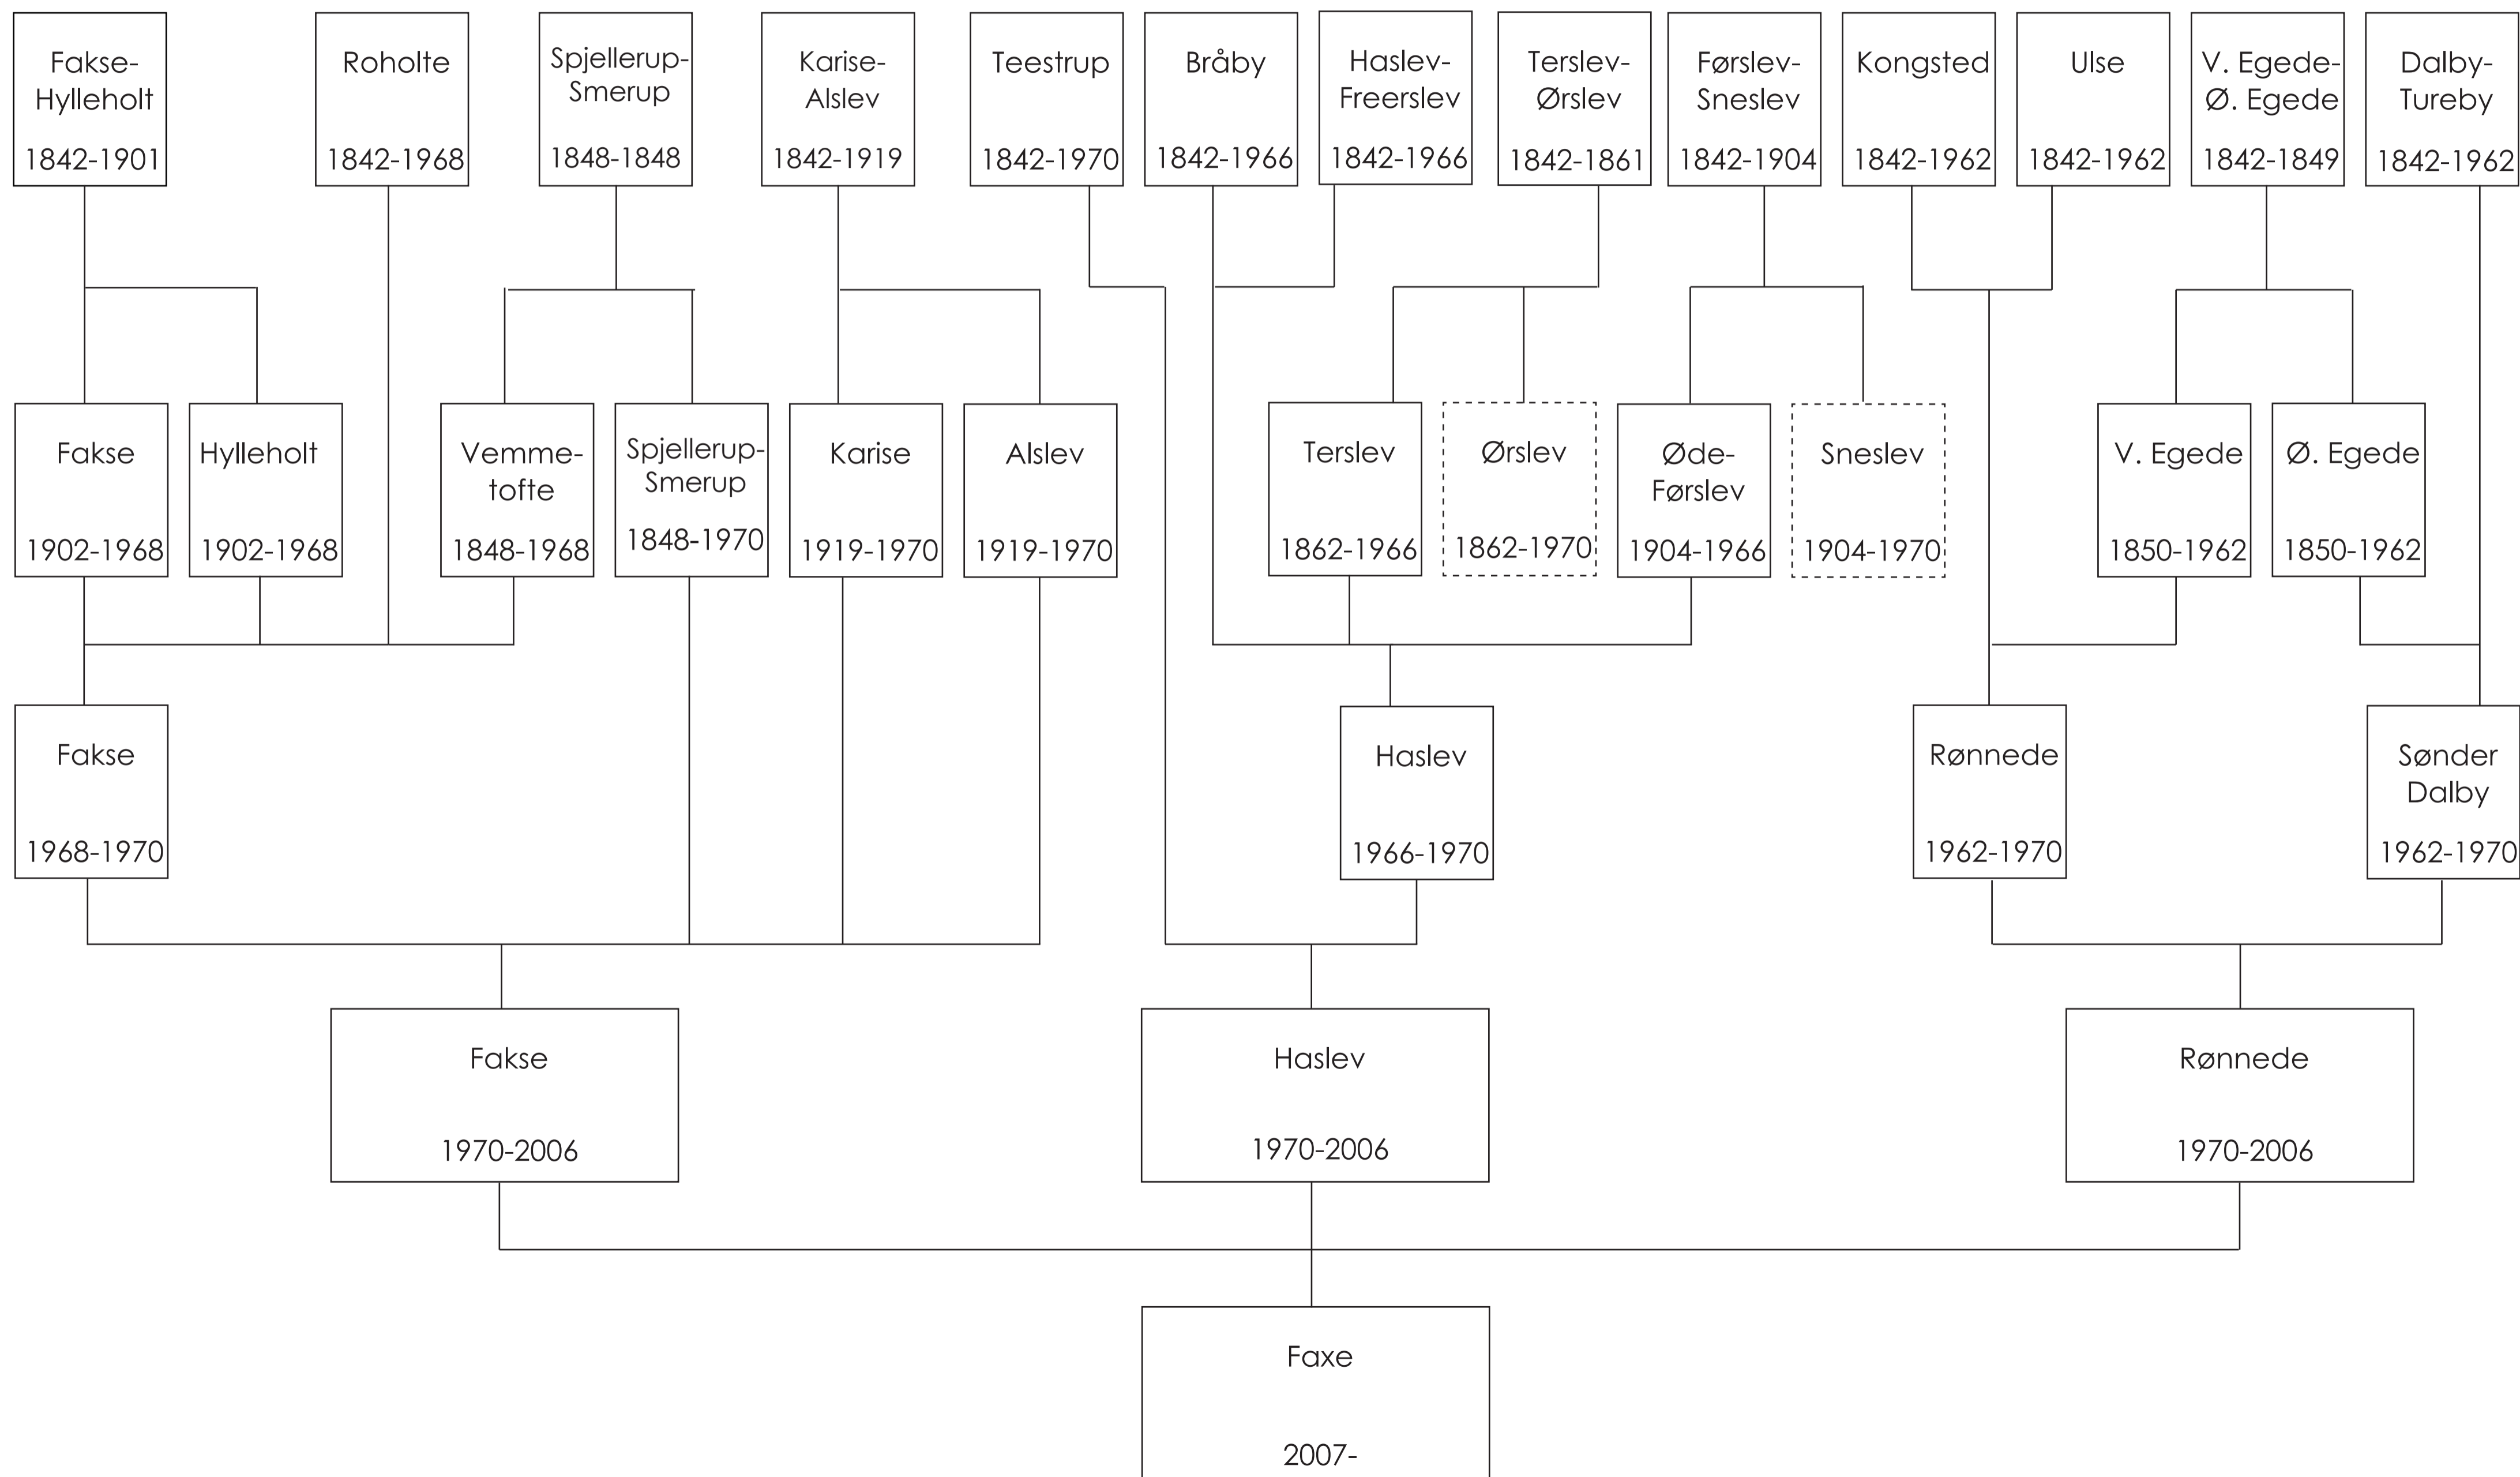 Fakse-
Hylleholt
1842-1901
Roholte
1842-1968
Spjellerup-
Smerup
1848-1848
Karise-
Alslev
1842-1919
Teestrup
1842-1970
Bråby
1842-1966
Haslev-
Freerslev
1842-1966
Terslev-
Ørslev
1842-1861
Førslev-
Sneslev
1842-1904
Kongsted
1842-1962
Ulse
1842-1962
V. Egede-
Ø. Egede
1842-1849
Dalby-
Tureby
1842-1962
Fakse
1902-1968
Hylleholt
1902-1968
Vemme-
tofte
1848-1968
Spjellerup-
Smerup
1848-1970
Karise
1919-1970
Alslev
1919-1970
Terslev
1862-1966
Ørslev
1862-1970
Øde-
Førslev
1904-1966
Sneslev
1904-1970
V. Egede
1850-1962
Ø. Egede
1850-1962
Fakse
1968-1970
Haslev
1966-1970
Rønnede
1962-1970
Sønder
Dalby
1962-1970
Fakse
1970-2006
Haslev
1970-2006
Rønnede
1970-2006
Faxe
2007-